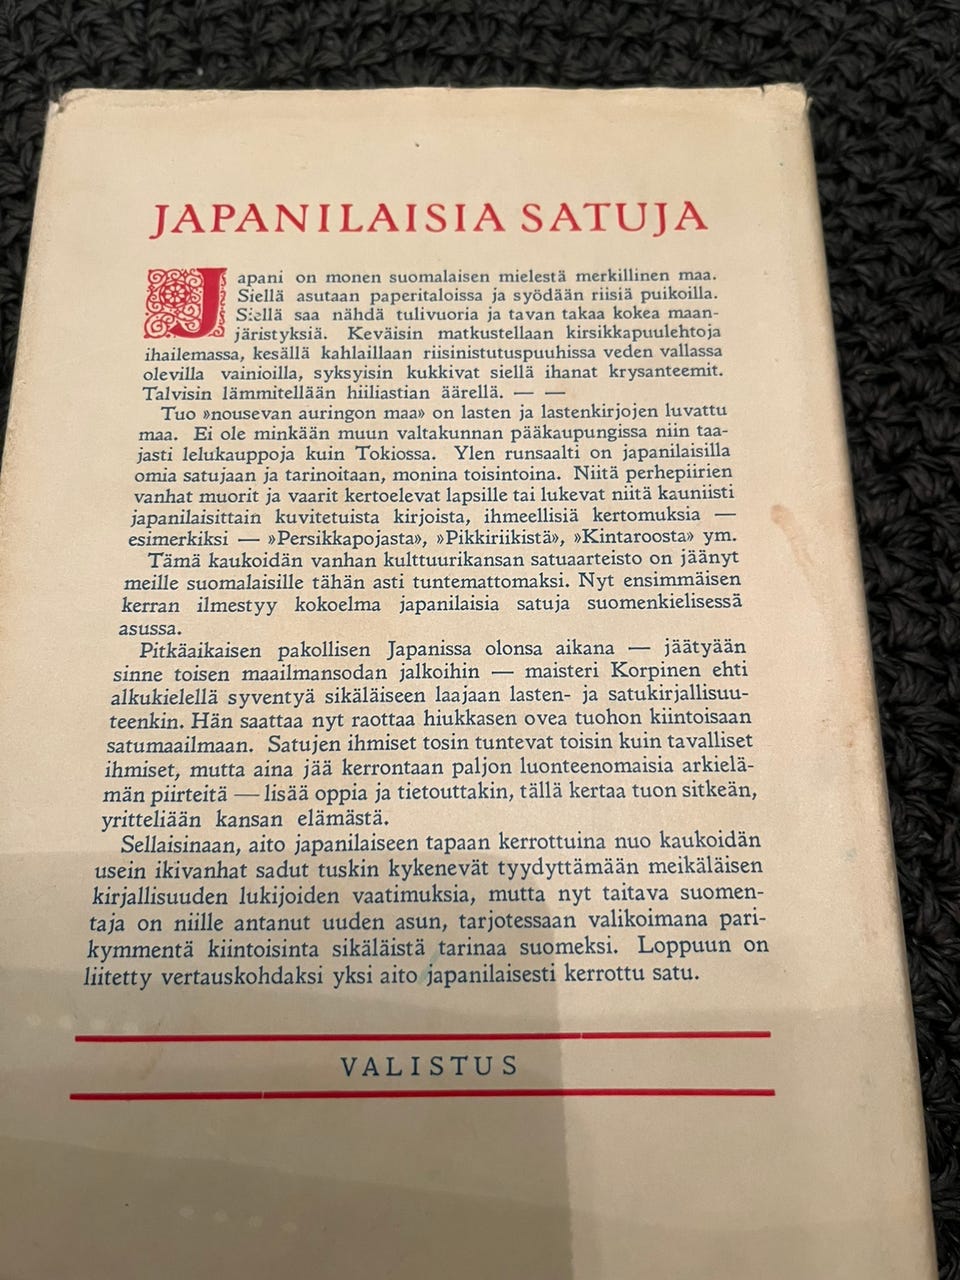 JAPANILAISIA SATUJA
Japani on monen suomalaisen mielestä merkillinen maa.
Siellä asutaan paperitaloissa ja syödään riisiä puikoilla.
Siellä saa nähdä tulivuoria ja tavan takaa kokea maan-
järistyksiä. Keväisin matkustellaan kirsikkapuulehtoja
ihailemassa, kesällä kahlaillaan riisinistutuspuuhissa veden vallassa
olevilla vainioilla, syksyisin kukkivat siellä ihanat krysanteemit.
Talvisin lämmitellään hiiliastian äärellä. — —
Tuo »nousevan auringon maa» on lasten ja lastenkirjojen luvattu
maa. Ei ole minkään muun valtakunnan pääkaupungissa niin taa-
jasti lelukauppoja kuin Tokiossa. Ylen runsaalti on japanilaisilla
omia satujaan ja tarinoitaan, monina toisintoina. Niitä perhepiirien
vanhat muorit ja vaarit kertoelevat lapsille tai lukevat niitä kauniisti
japanilaisittain kuvitetuista kirjoista, ihmeellisiä kertomuksia —
esimerkiksi — »Persikkapojasta», »Pikkiriikistä», »Kintaroosta» ym.
Tämä kaukoidän vanhan kulttuurikansan satuaarteisto on jäänyt
meille suomalaisille tähän asti tuntemattomaksi. Nyt ensimmäisen
kerran ilmestyy kokoelma japanilaisia satuja suomenkielisessä
asussa.
Pitkäaikaisen pakollisen Japanissa olonsa aikana — jäätyään
sinne toisen maailmansodan jalkoihin — maisteri Korpinen ehti
alkukielellä syventyä sikäläiseen laajaan lasten- ja satukirjallisuu-
teenkin. Hän saattaa nyt raottaa hiukkasen ovea tuohon kiintoisaan
satumaailmaan. Satujen ihmiset tosin tuntevat toisin kuin tavalliset
ihmiset, mutta aina jää kerrontaan paljon luonteenomaisia arkielä-
män piirteitä — lisää oppia ja tietouttakin, tällä kertaa tuon sitkeän,
yritteliään kansan elämästä.
Sellaisinaan, aito japanilaiseen tapaan kerrottuina nuo kaukoidän
usein ikivanhat sadut tuskin kykenevät tyydyttämään meikäläisen
kirjallisuuden lukijoiden vaatimuksia, mutta nyt taitava suomen-
taja on niille antanut uuden asun, tarjotessaan valikoimana pari-
kymmentä kiintoisinta sikäläistä tarinaa suomeksi. Loppuun on
liitetty vertauskohdaksi yksi aito japanilaisesti kerrottu satu.
VALISTUS